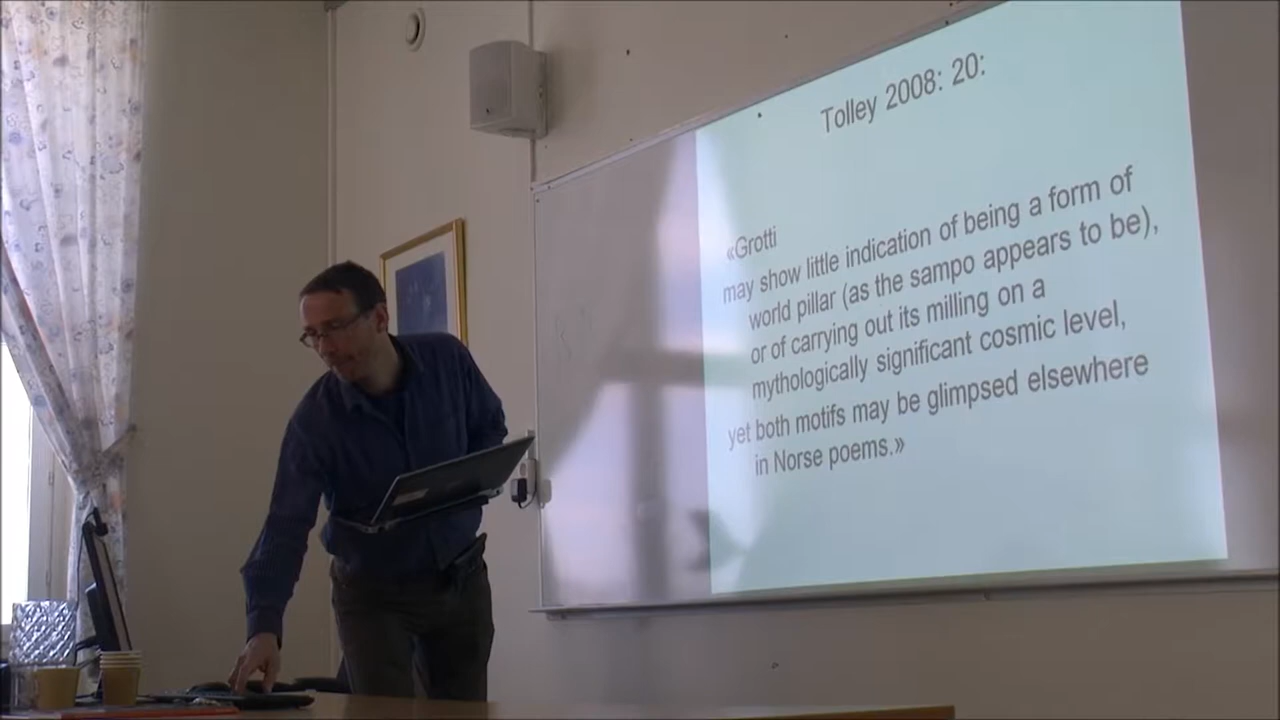 Tolley 2008: 20:
«Grotti
may show little indication of being a form of
world pillar (as the sampo appears to be),
or of carrying out its milling on a
mythologically significant cosmic level,
yet both motifs may be glimpsed elsewhere
in Norse poems.»